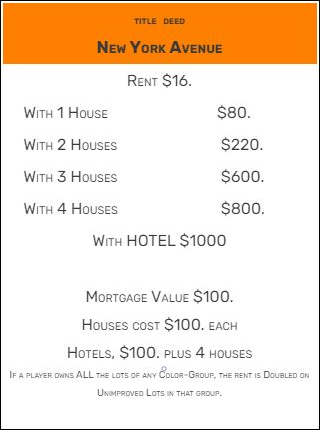 TITLE DEED
NEW YORK AVENUE
RENT $16.
WITH 1 HOUSE $80.
WITH 2 HOUSES $220.
WITH 3 HOUSES $600.
WITH 4 HOUSES $800.
WITH HOTEL $1000
MORTGAGE VALUE $100.
HOUSES COST $100. EACH
HOTELS, $100. PLUS 4 HOUSES
IF A PLAYER OWNS ALL THE LOTS OF ANY COLOR-GROUP, THE RENT IS DOUBLED ON
UNIMPROVED LOTS IN THAT GROUP.